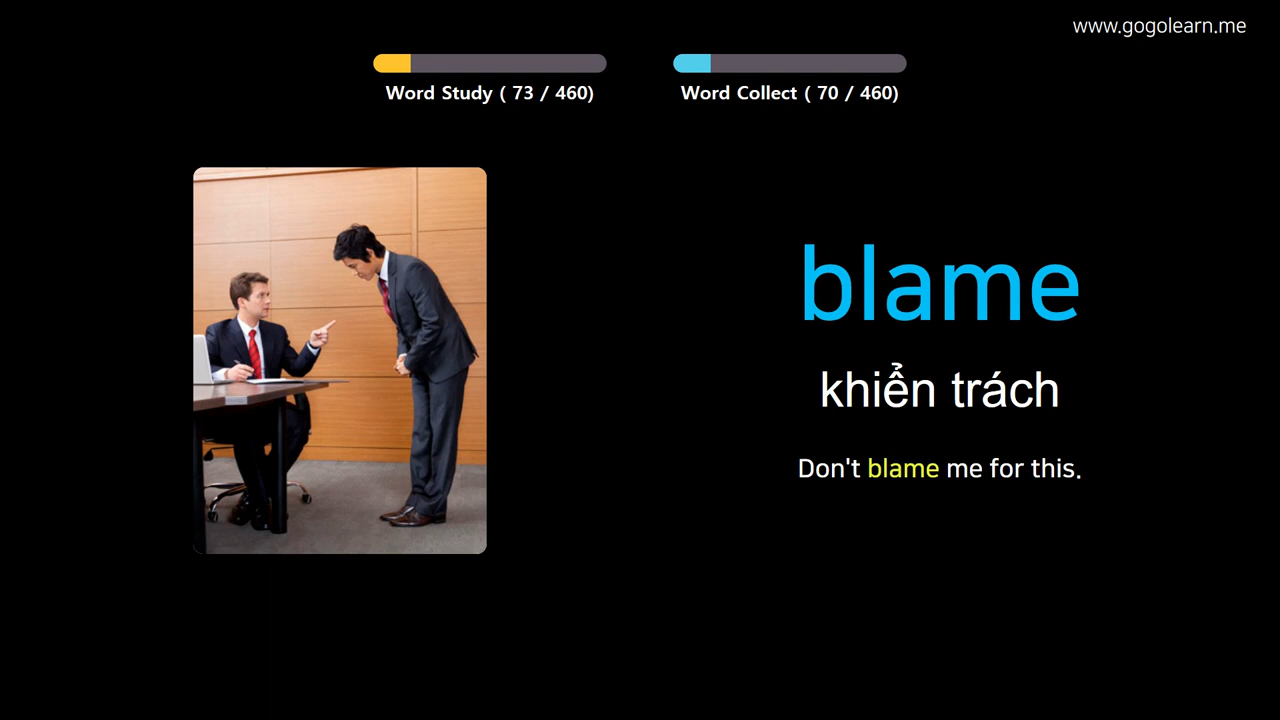 www.gogolearn.me
Word Study ( 73 / 460)
Word Collect ( 70 / 460)
blame
khiển trách
Don't blame me for this.